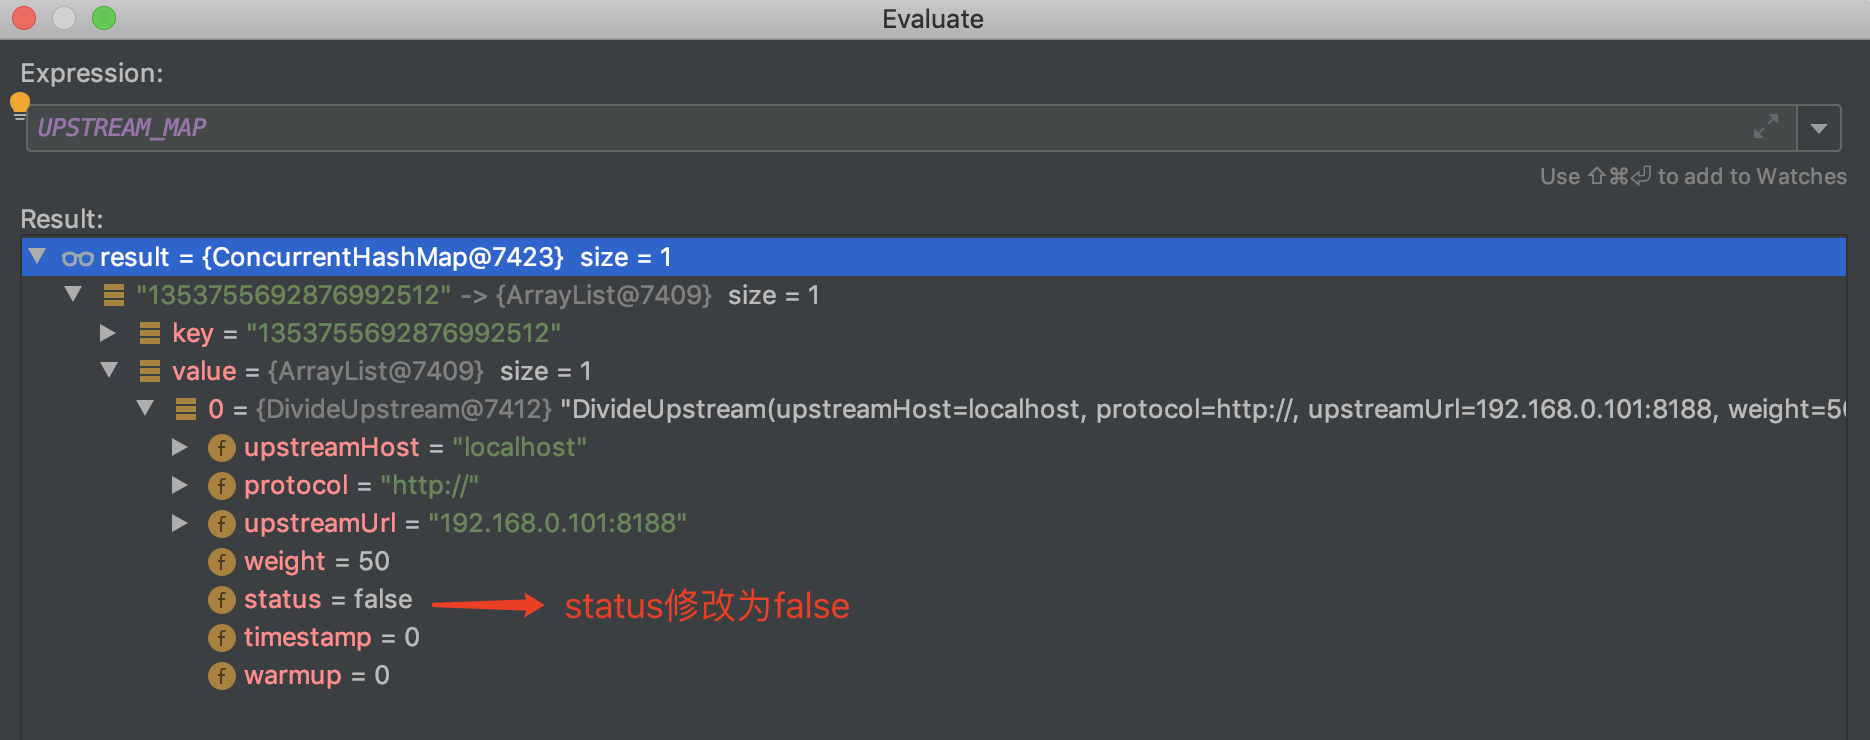 Evaluate
Expression:
UPSTREAM_MAP
Use ⇧⌘⏎ to add to Watches
Result:
result = {ConcurrentHashMap@7423} size = 1
"1353755692876992512" -> {ArrayList@7409} size = 1
key = "1353755692876992512"
value = {ArrayList@7409} size = 1
0 = {DivideUpstream@7412} "DivideUpstream(upstreamHost=localhost, protocol=http://, upstreamUrl=192.168.0.101:8188, weight=50
f upstreamHost = "localhost"
f protocol = "http://"
f upstreamUrl = "192.168.0.101:8188"
f weight = 50
f status = false status修改为false
f timestamp = 0
f warmup = 0